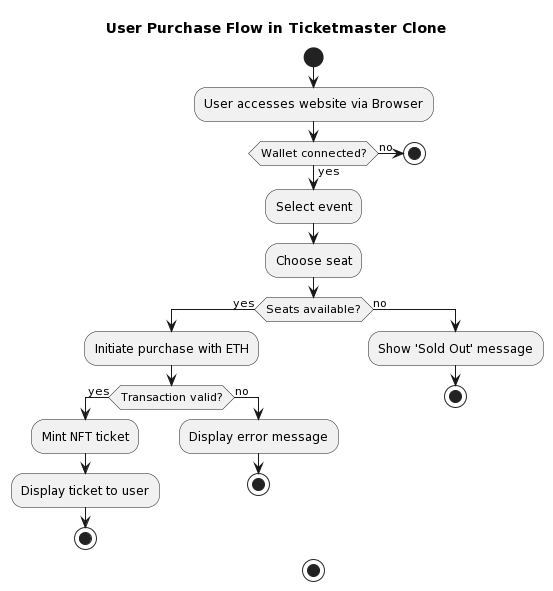 User Purchase Flow in Ticketmaster Clone
User accesses website via Browser
Wallet connected?
no
yes
Select event
Choose seat
yes
Seats available?
no
Initiate purchase with ETH
Show 'Sold Out' message
yes
Transaction valid?
no
Mint NFT ticket
Display error message
Display ticket to user